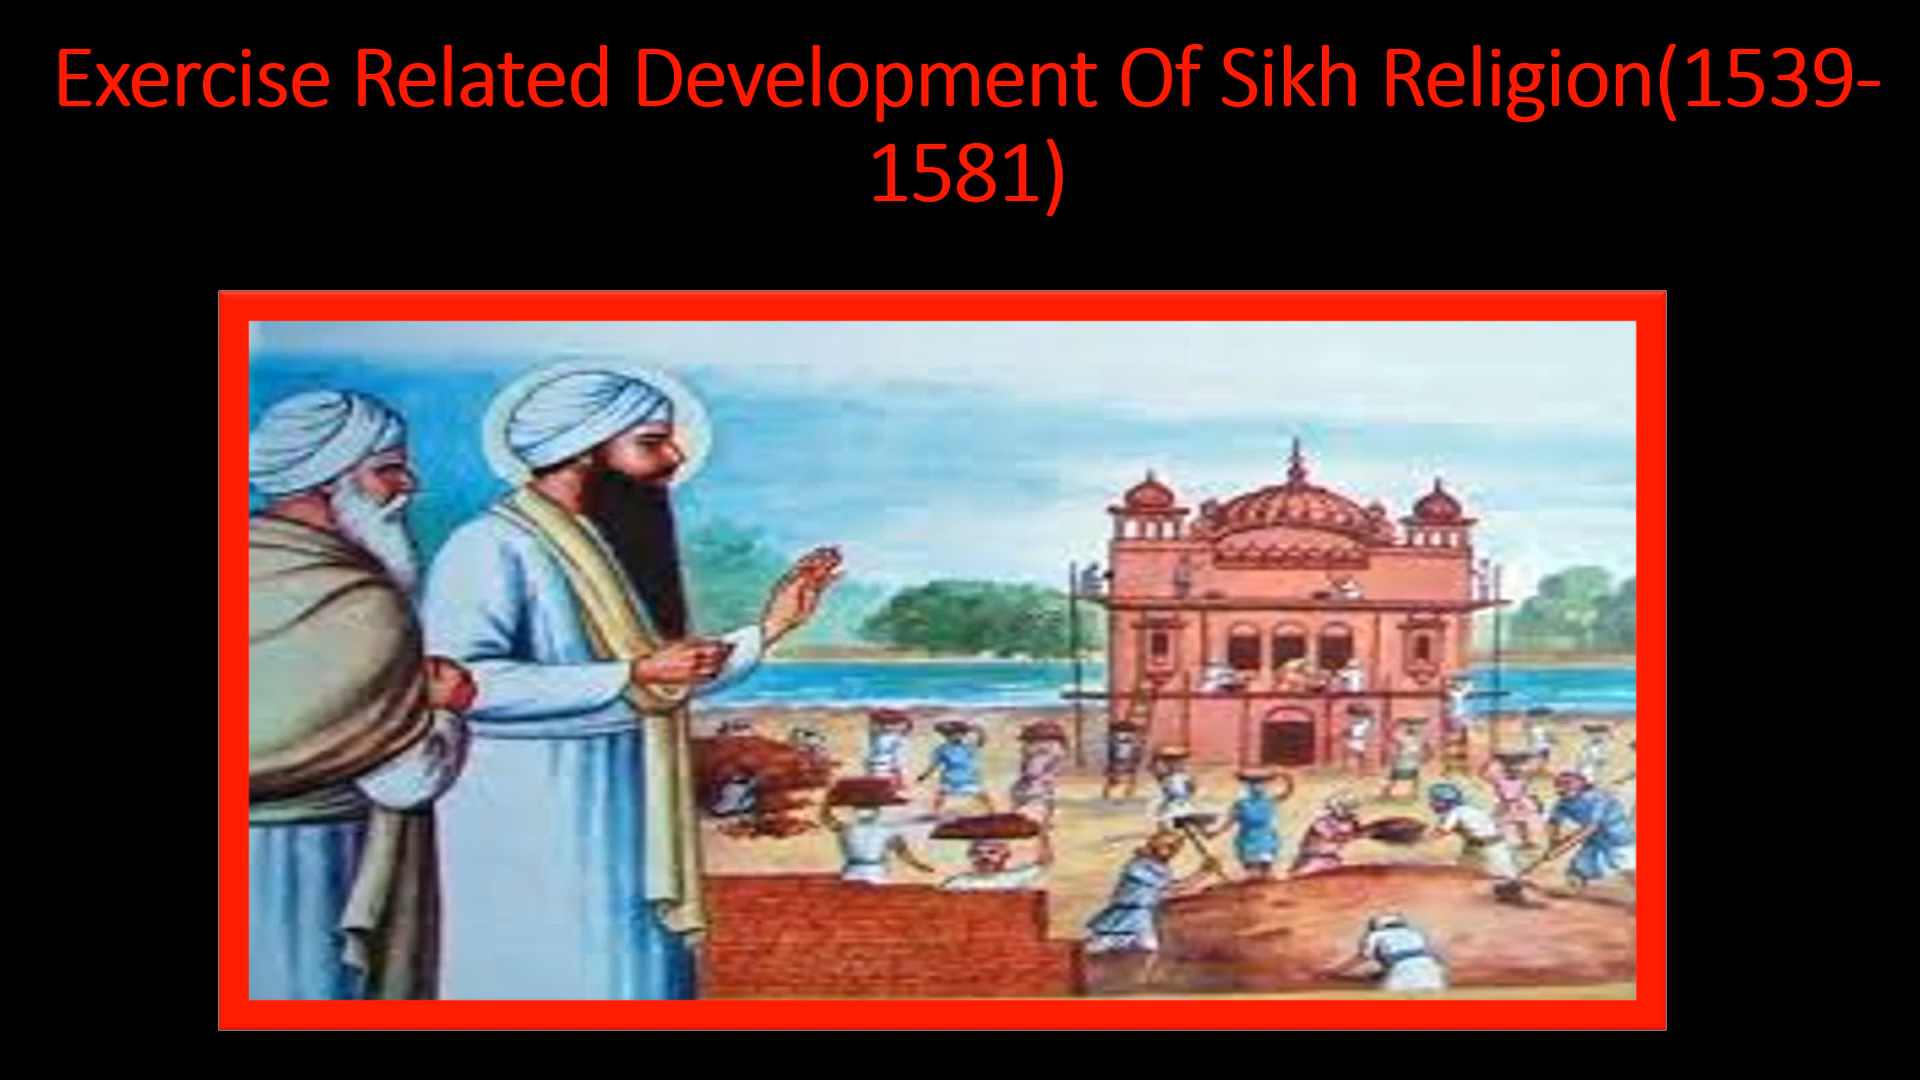 Exercise Related Development Of Sikh Religion(1539-
1581)